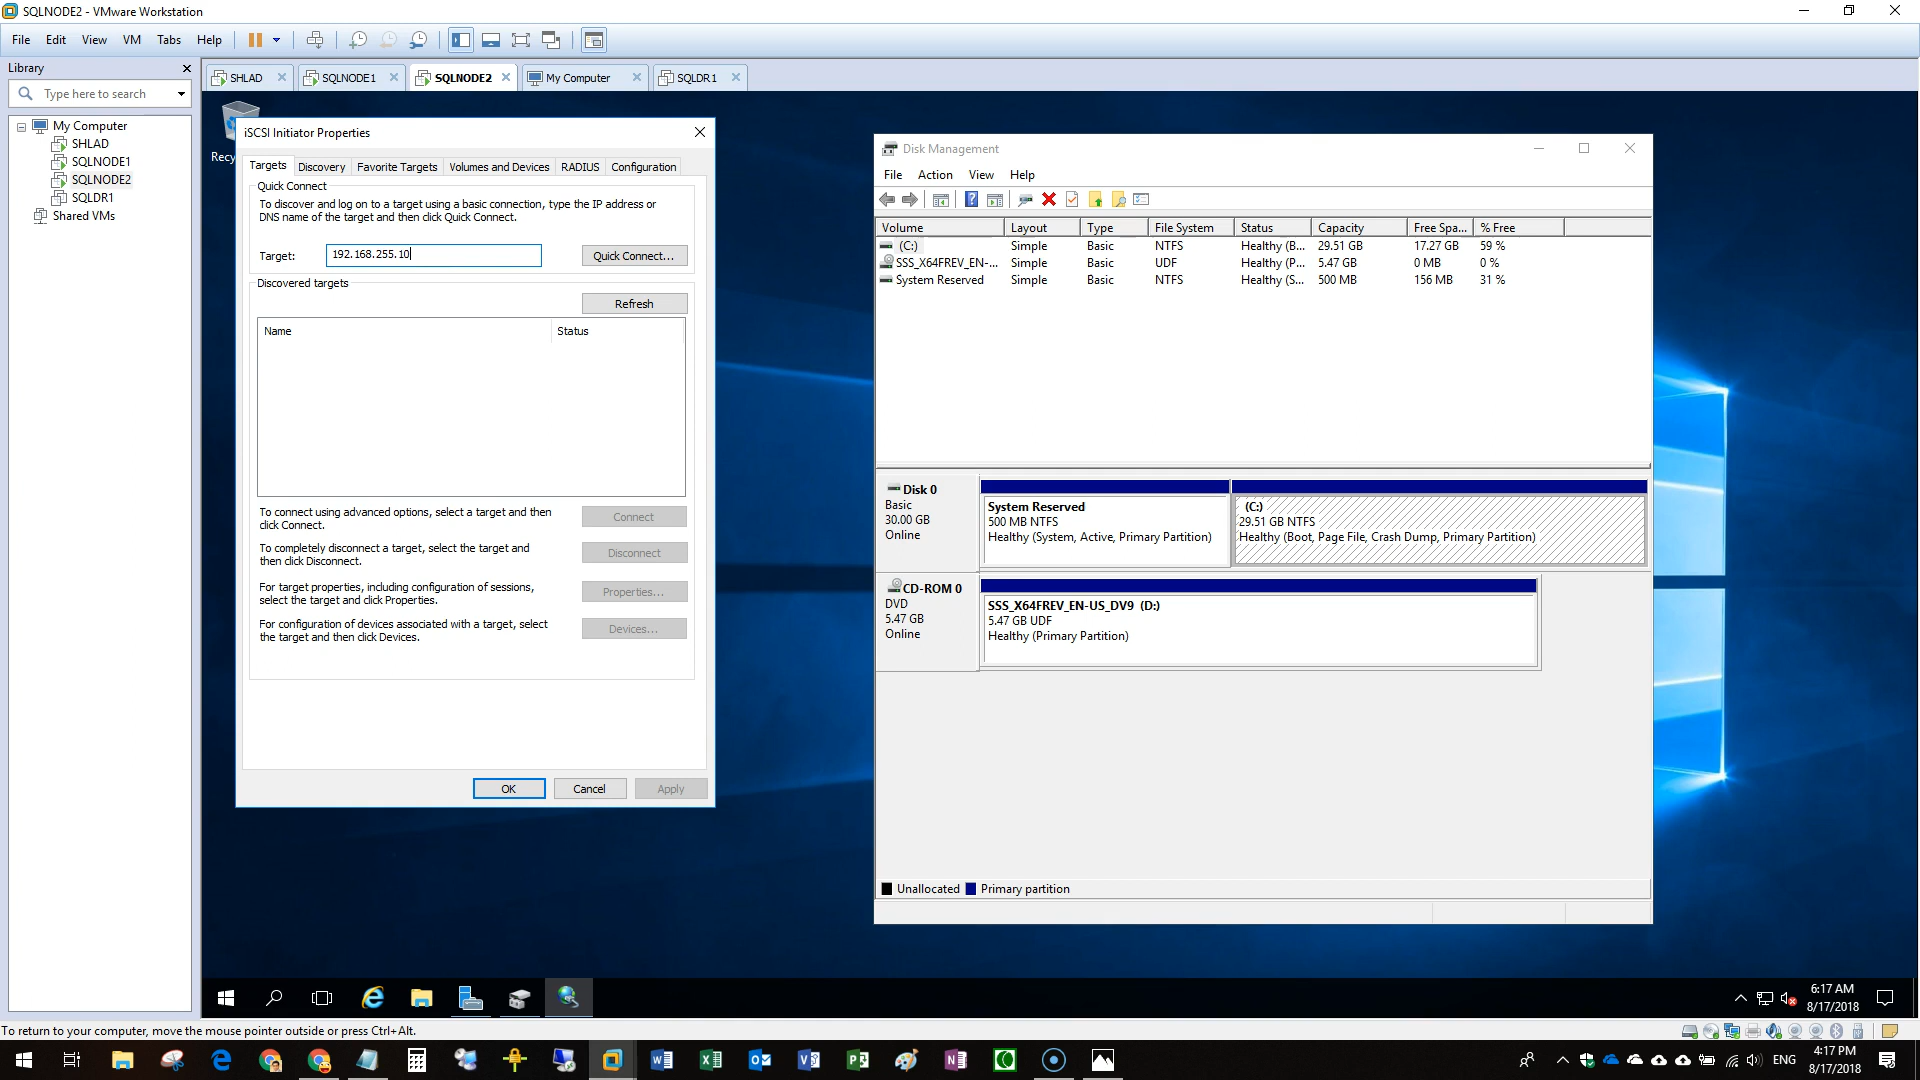 SQLNODE2 - VMware Workstation
File Edit View VM Tabs Help
Library
Type here to search
My Computer
SHLAD
SQLNODE1
SQLNODE2
SQLDR1
Shared VMs
SHLAD SQLNODE1 SQLNODE2 My Computer SQLDR1
Recy
iSCSI Initiator Properties
Targets Discovery Favorite Targets Volumes and Devices RADIUS Configuration
Quick Connect
To discover and log on to a target using a basic connection, type the IP address or
DNS name of the target and then click Quick Connect.
Target: 192.168.255.10 Quick Connect...
Discovered targets
Refresh
Name Status
To connect using advanced options, select a target and then
click Connect.
Connect
To completely disconnect a target, select the target and
then click Disconnect.
Disconnect
For target properties, including configuration of sessions,
select the target and click Properties.
Properties...
For configuration of devices associated with a target, select
the target and then click Devices.
Devices...
OK Cancel Apply
Disk Management
File Action View Help
Volume Layout Type File System Status Capacity Free Spa... % Free
(C:) Simple Basic NTFS Healthy (B... 29.51 GB 17.27 GB 59 %
SSS_X64FREV_EN-... Simple Basic UDF Healthy (P... 5.47 GB 0 MB 0 %
System Reserved Simple Basic NTFS Healthy (S... 500 MB 156 MB 31 %
Disk 0
Basic
30.00 GB
Online
System Reserved
500 MB NTFS
Healthy (System, Active, Primary Partition)
(C:)
29.51 GB NTFS
Healthy (Boot, Page File, Crash Dump, Primary Partition)
CD-ROM 0
DVD
5.47 GB
Online
SSS_X64FREV_EN-US_DV9 (D:)
5.47 GB UDF
Healthy (Primary Partition)
Unallocated Primary partition
6:17 AM
8/17/2018
To return to your computer, move the mouse pointer outside or press Ctrl+Alt.
ENG
4:17 PM
8/17/2018